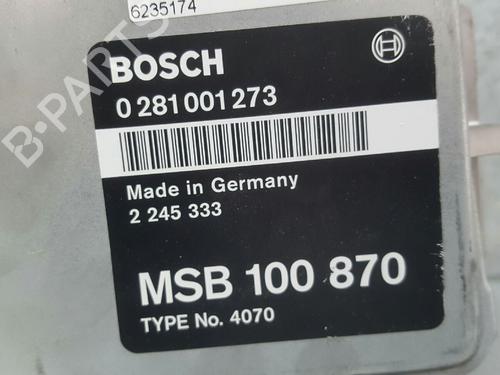 6235174
BOSCH
0 281 001 273
Made in Germany
2 245 333
MSB 100 870
TYPE No. 4070
B-PARTS